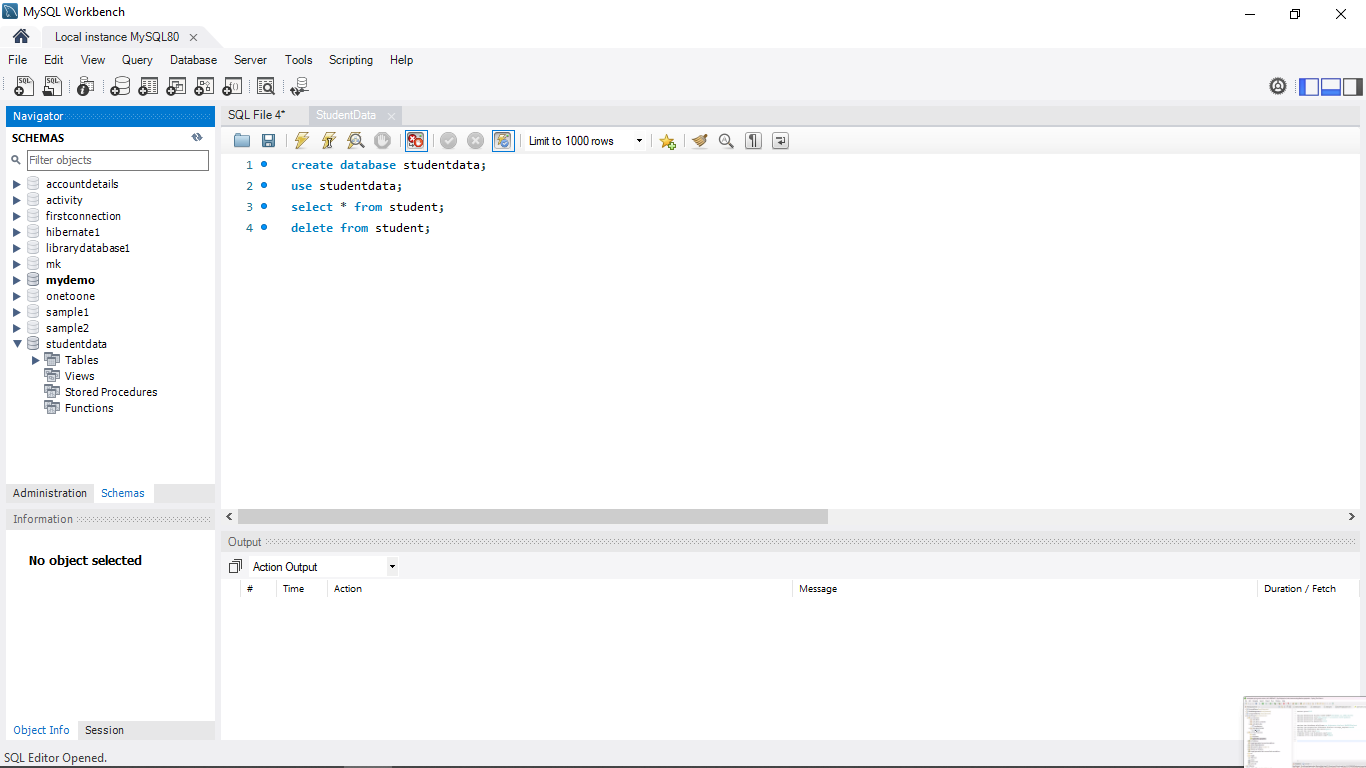 MySQL Workbench
Local instance MySQL80
File Edit View Query Database Server Tools Scripting Help
Navigator
SCHEMAS
Filter objects
accountdetails
activity
firstconnection
hibernate1
librarydatabase1
mk
mydemo
onetoone
sample1
sample2
studentdata
Tables
Views
Stored Procedures
Functions
Administration Schemas
Information
No object selected
Object Info Session
SQL File 4* StudentData
Limit to 1000 rows
1 create database studentdata;
2 use studentdata;
3 select * from student;
4 delete from student;
Output
Action Output
# Time Action Message Duration / Fetch
SQL Editor Opened.